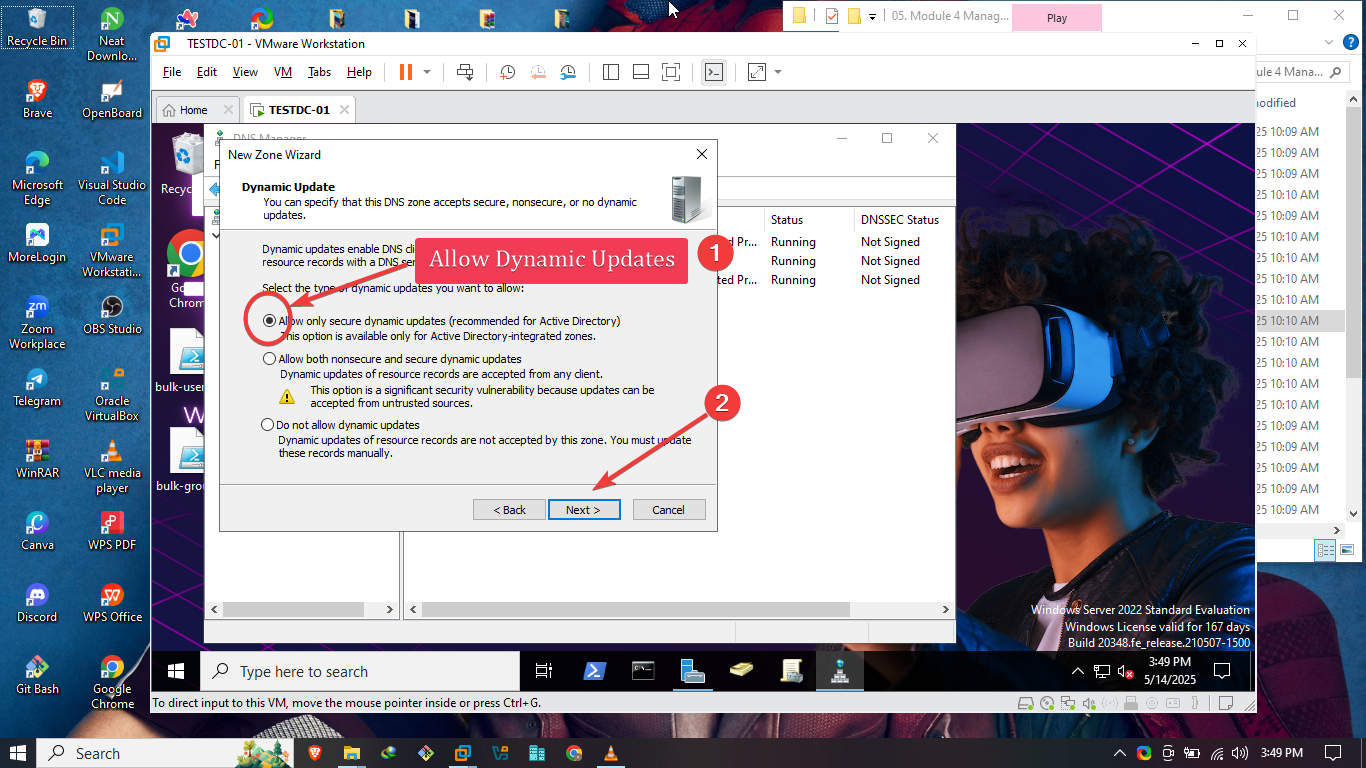 05. Module 4 Manag...
Play
TESTDC-01 - VMware Workstation
File Edit View VM Tabs Help
Home
TESTDC-01
DNS Manager
New Zone Wizard
Dynamic Update
You can specify that this DNS zone accepts secure, nonsecure, or no dynamic
updates.
Dynamic updates enable DNS cli
resource records with a DNS ser
Allow Dynamic Updates
1
Select the type of dynamic updates you want to allow:
Allow only secure dynamic updates (recommended for Active Directory)
This option is available only for Active Directory-integrated zones.
Allow both nonsecure and secure dynamic updates
Dynamic updates of resource records are accepted from any client.
This option is a significant security vulnerability because updates can be
accepted from untrusted sources.
2
Do not allow dynamic updates
Dynamic updates of resource records are not accepted by this zone. You must update
these records manually.
< Back
Next >
Cancel
Status DNSSEC Status
d Pr... Running Not Signed
Running Not Signed
ted Pr... Running Not Signed
Recycle Bin
Neat
Downlo...
Brave
OpenBoard
Microsoft
Edge
Visual Studio
Code
MoreLogin
VMware
Workstati...
zm
Zoom
Workplace
OBS Studio
Telegram
Oracle
VirtualBox
WinRAR
VLC media
player
Canva
WPS PDF
Discord
WPS Office
Git Bash
Google
Chrome
Recyc
Go
Chrom
bulk-user
W
bulk-grou
ule 4 Mana...
odified
25 10:09 AM
25 10:09 AM
25 10:09 AM
25 10:10 AM
25 10:09 AM
25 10:09 AM
25 10:10 AM
25 10:10 AM
25 10:10 AM
25 10:10 AM
25 10:10 AM
25 10:10 AM
25 10:10 AM
25 10:09 AM
25 10:09 AM
25 10:09 AM
25 10:09 AM
25 10:09 AM
25 10:09 AM
Windows Server 2022 Standard Evaluation
Windows License valid for 167 days
Build 20348.fe_release.210507-1500
Type here to search
3:49 PM
5/14/2025
To direct input to this VM, move the mouse pointer inside or press Ctrl+G.
Search
3:49 PM